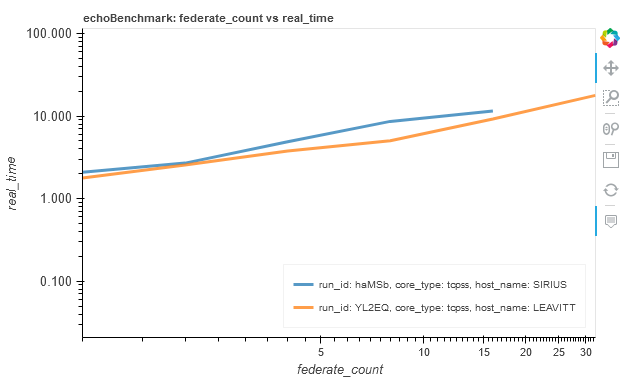 echoBenchmark: federate_count vs real_time
100.000
10.000
1.000
0.100
real_time
run_id: haMSb, core_type: tcpss, host_name: SIRIUS
run_id: YL2EQ, core_type: tcpss, host_name: LEAVITT
5 10 15 20 25 30
federate_count